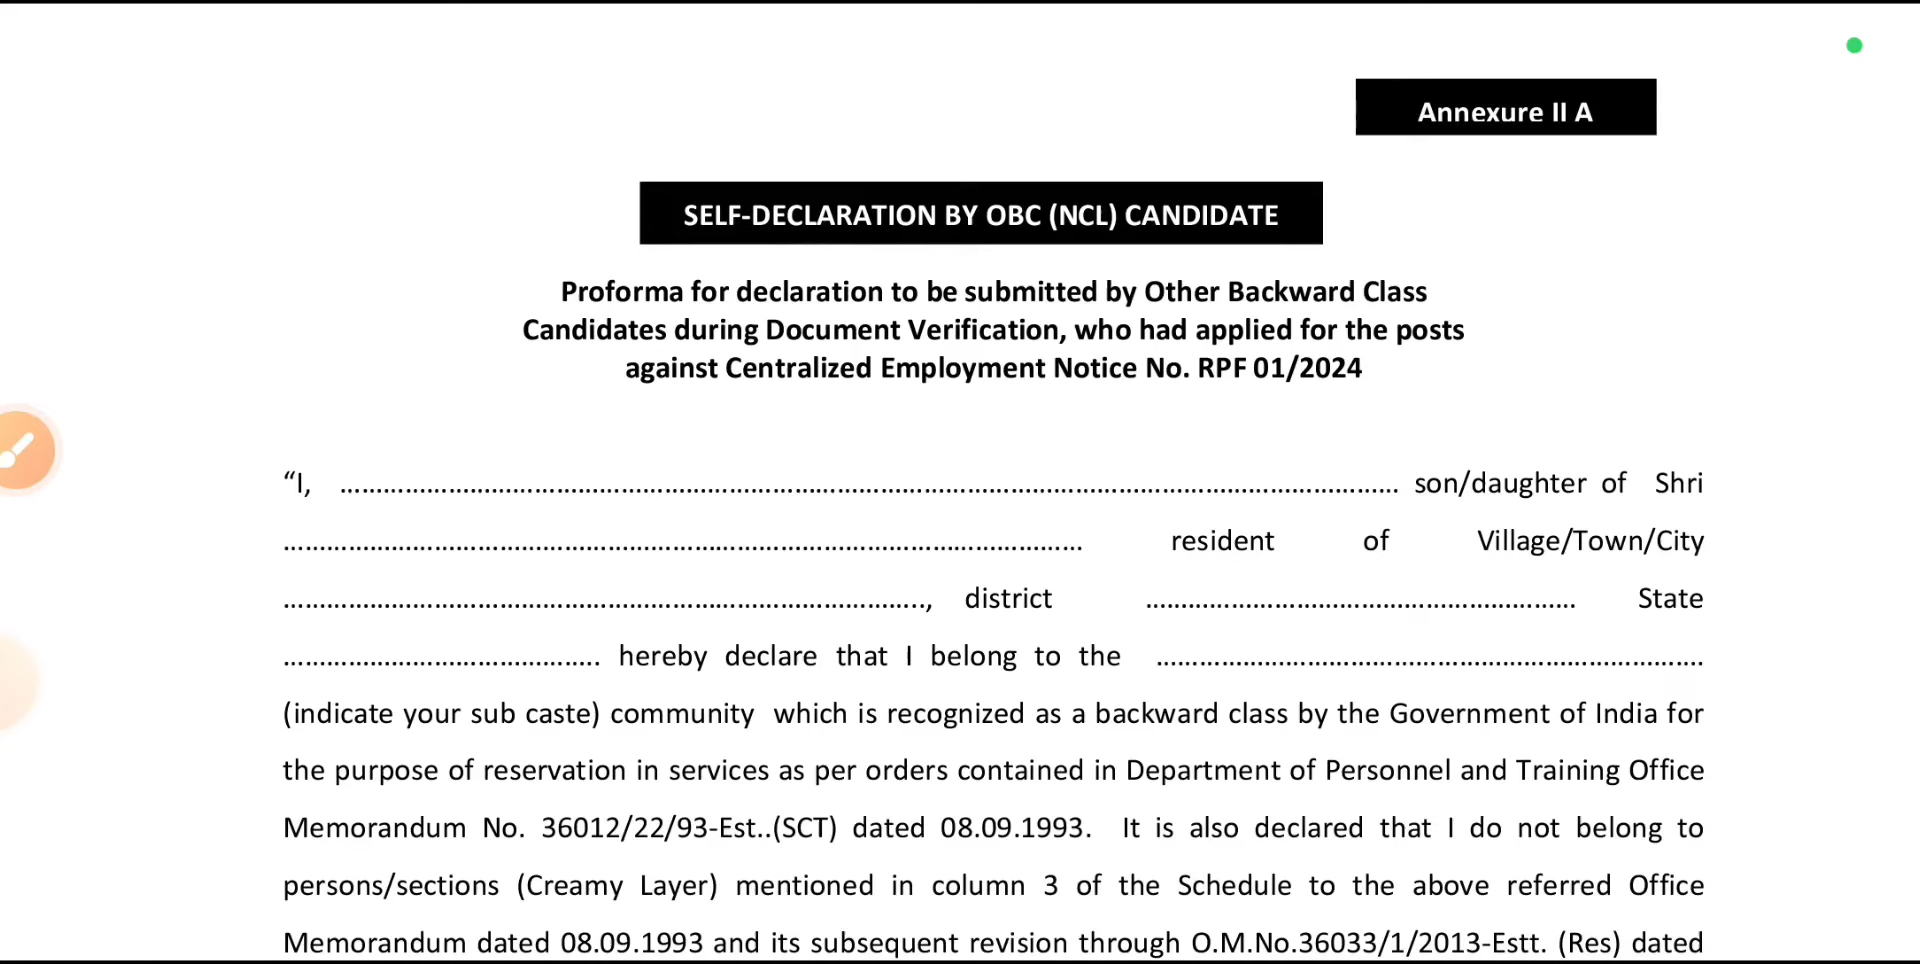 Annexure II A
SELF-DECLARATION BY OBC (NCL) CANDIDATE
Proforma for declaration to be submitted by Other Backward Class
Candidates during Document Verification, who had applied for the posts
against Centralized Employment Notice No. RPF 01/2024
“I, ........................................................................................................................................................ son/daughter of Shri
................................................................................................................... resident of Village/Town/City
............................................................................................, district .............................................................. State
............................................. hereby declare that I belong to the ...............................................................................
(indicate your sub caste) community which is recognized as a backward class by the Government of India for
the purpose of reservation in services as per orders contained in Department of Personnel and Training Office
Memorandum No. 36012/22/93-Est..(SCT) dated 08.09.1993. It is also declared that I do not belong to
persons/sections (Creamy Layer) mentioned in column 3 of the Schedule to the above referred Office
Memorandum dated 08.09.1993 and its subsequent revision through O.M.No.36033/1/2013-Estt. (Res) dated